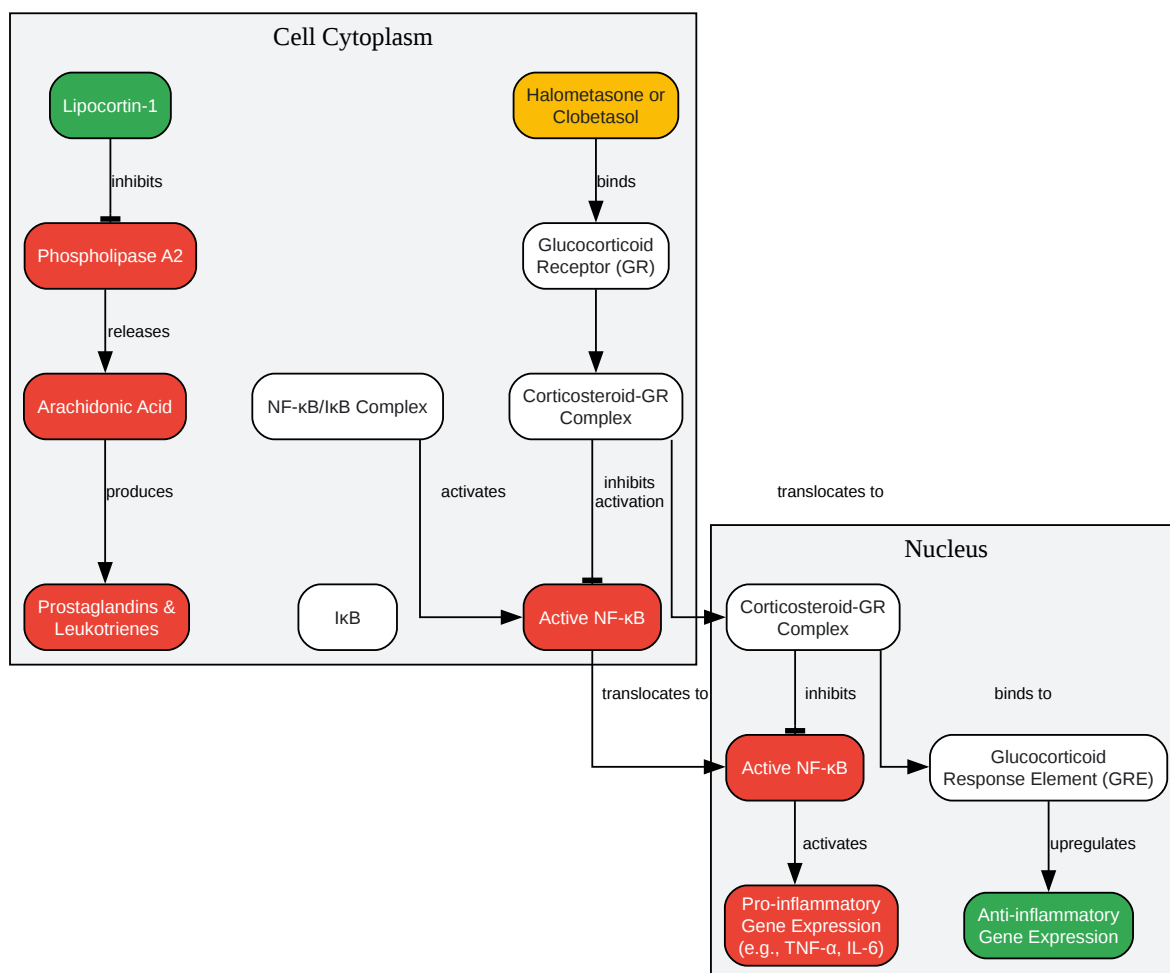 Cell Cytoplasm
Lipocortin-1
Halometasone or
Clobetasol
inhibits
binds
Phospholipase A2
Glucocorticoid
Receptor (GR)
releases
Arachidonic Acid
NF-κB/IκB Complex
Corticosteroid-GR
Complex
produces
activates
inhibits
activation
translocates to
Nucleus
Prostaglandins &
Leukotrienes
IκB
Active NF-κB
Corticosteroid-GR
Complex
translocates to
inhibits
binds to
Active NF-κB
Glucocorticoid
Response Element (GRE)
activates
upregulates
Pro-inflammatory
Gene Expression
(e.g., TNF-α, IL-6)
Anti-inflammatory
Gene Expression